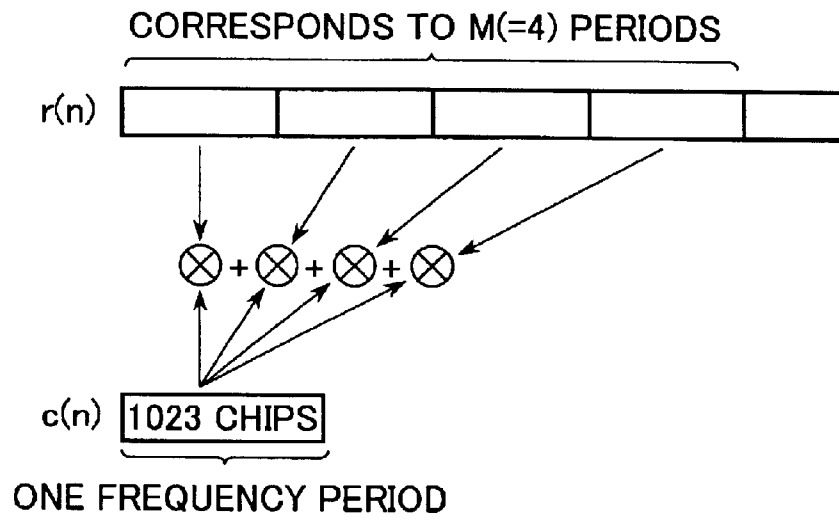 CORRESPONDS TO M(=4) PERIODS
r(n)
+ + +
c(n) 1023 CHIPS
ONE FREQUENCY PERIOD